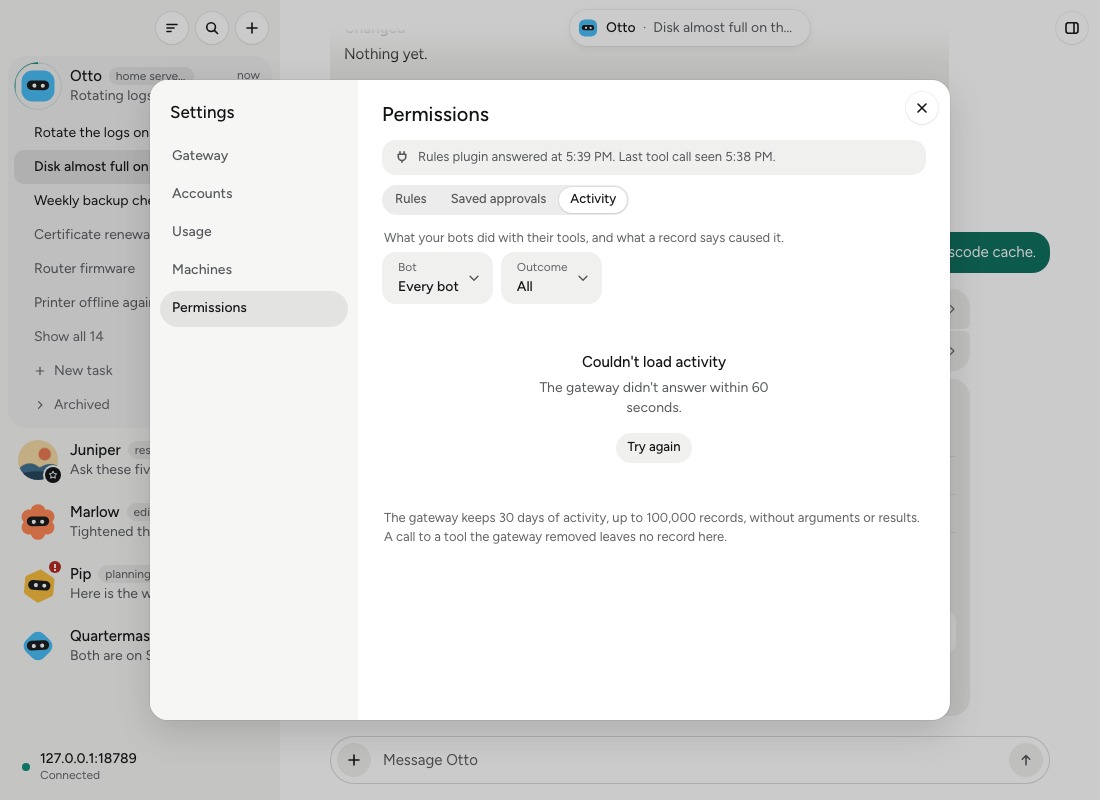 Otto · Disk almost full on th…
Changed
Nothing yet.
Otto home serve… now
Rotating logs
Rotate the logs on
Disk almost full on
Weekly backup che
Certificate renewa
Router firmware
Printer offline again
Show all 14
New task
Archived
Juniper res
Ask these fiv
Marlow edi
Tightened th
Pip planning
Here is the w
Quartermas
Both are on S
127.0.0.1:18789
Connected
Settings
Gateway
Accounts
Usage
Machines
Permissions
Permissions
Rules plugin answered at 5:39 PM. Last tool call seen 5:38 PM.
Rules Saved approvals Activity
What your bots did with their tools, and what a record says caused it.
Bot
Every bot
Outcome
All
Couldn't load activity
The gateway didn't answer within 60
seconds.
Try again
The gateway keeps 30 days of activity, up to 100,000 records, without arguments or results.
A call to a tool the gateway removed leaves no record here.
scode cache.
Message Otto